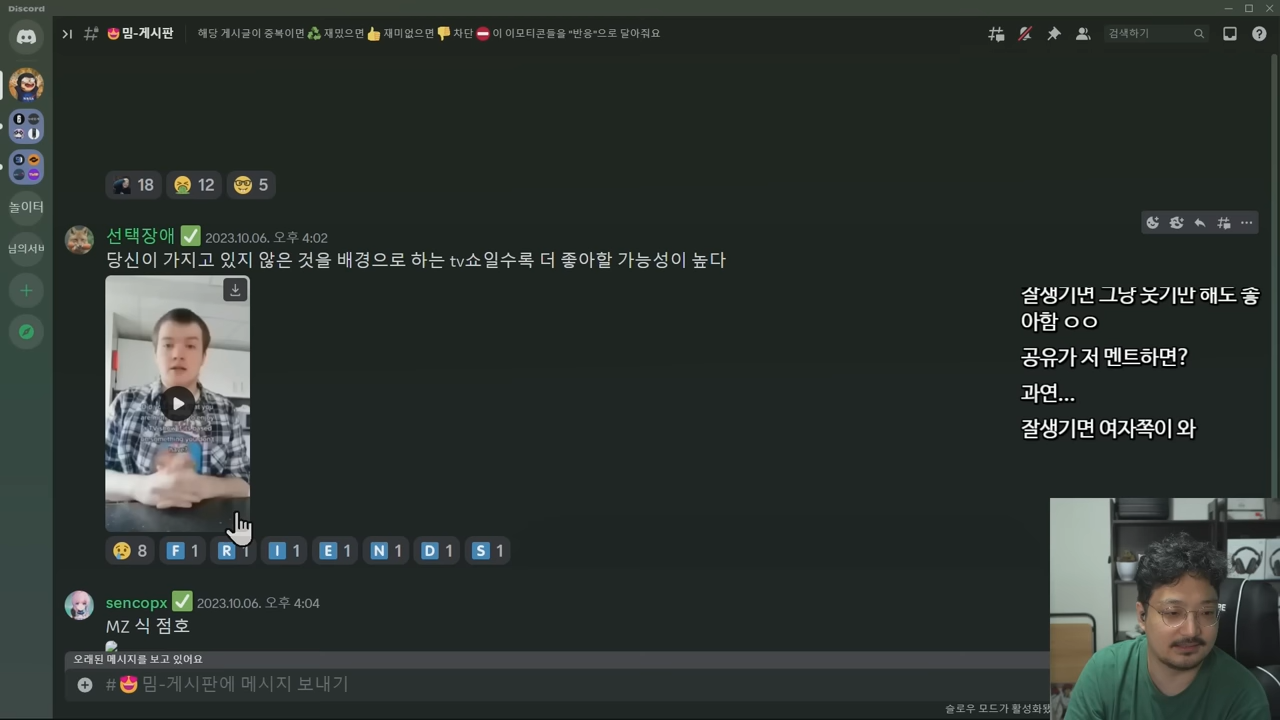 Discord
😍밈-게시판
해당 게시글이 중복이면 ♻️ 재밌으면 👍 재미없으면 👎 차단 ⛔ 이 이모티콘들을 "반응"으로 달아줘요
검색하기
18 12 5
놀이터
님의서버
선택장애 ✅ 2023.10.06. 오후 4:02
당신이 가지고 있지 않은 것을 배경으로 하는 tv쇼일수록 더 좋아할 가능성이 높다
8 F 1 R 1 I 1 E 1 N 1 D 1 S 1
잘생기면 그냥 웃기만 해도 좋
아함 ㅇㅇ
공유가 저 멘트하면?
과연...
잘생기면 여자쪽이 와
sencopx ✅ 2023.10.06. 오후 4:04
MZ 식 점호
오래된 메시지를 보고 있어요
#😍밈-게시판에 메시지 보내기
슬로우 모드가 활성화됐